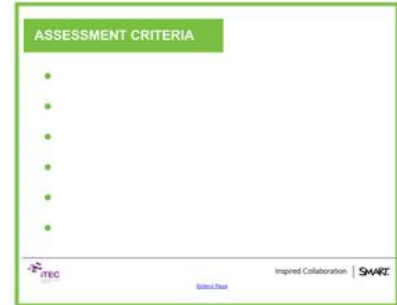 ASSESSMENT CRITERIA
iTEC
Inspired Collaboration | SMART
Extend Page